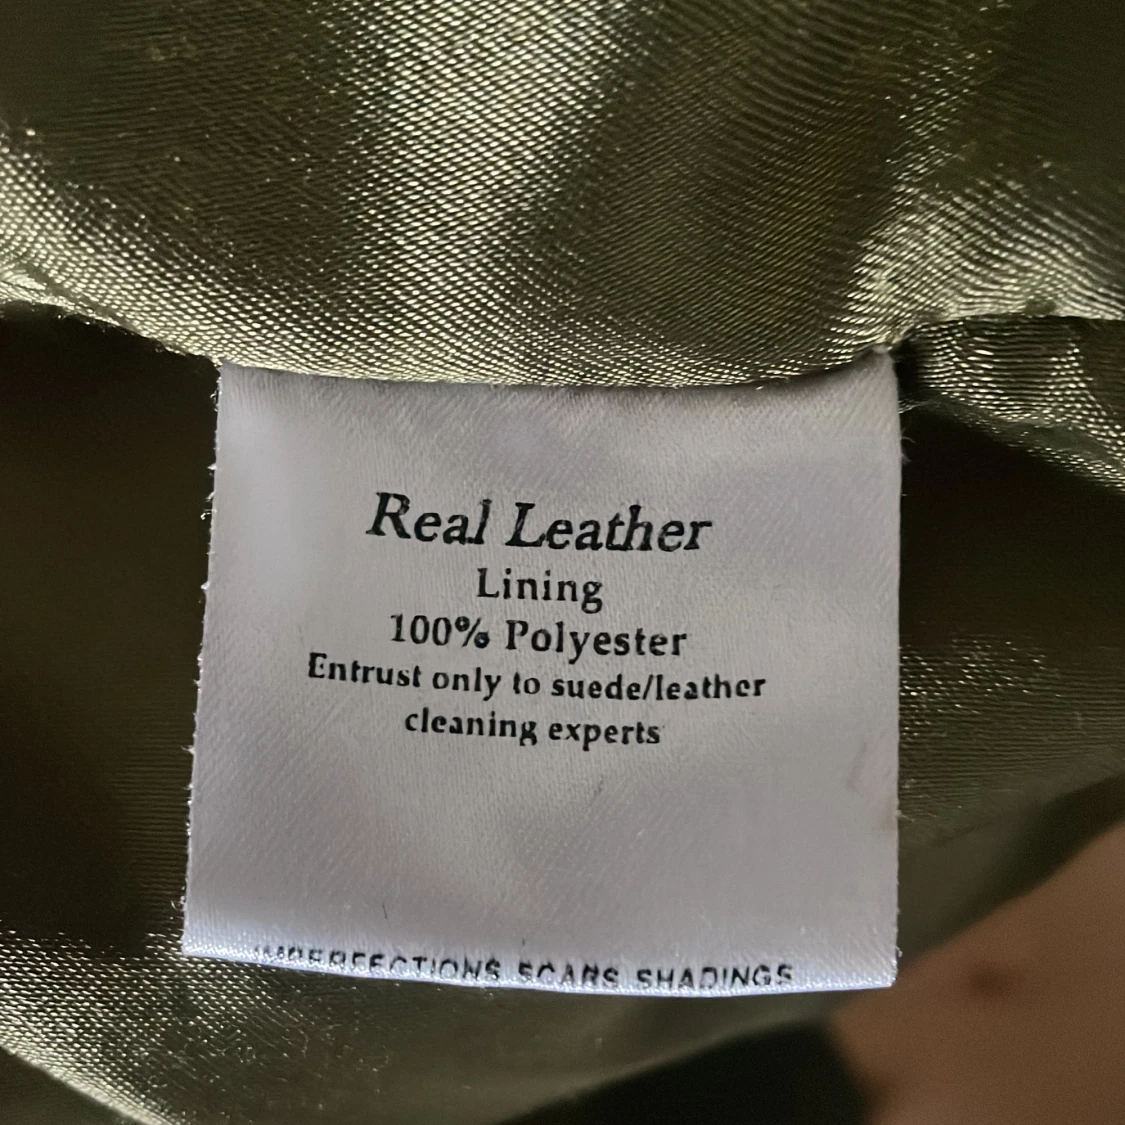 Real Leather
Lining
100% Polyester
Entrust only to suede/leather
cleaning experts
IMPERFECTIONS SCARS SHADINGS